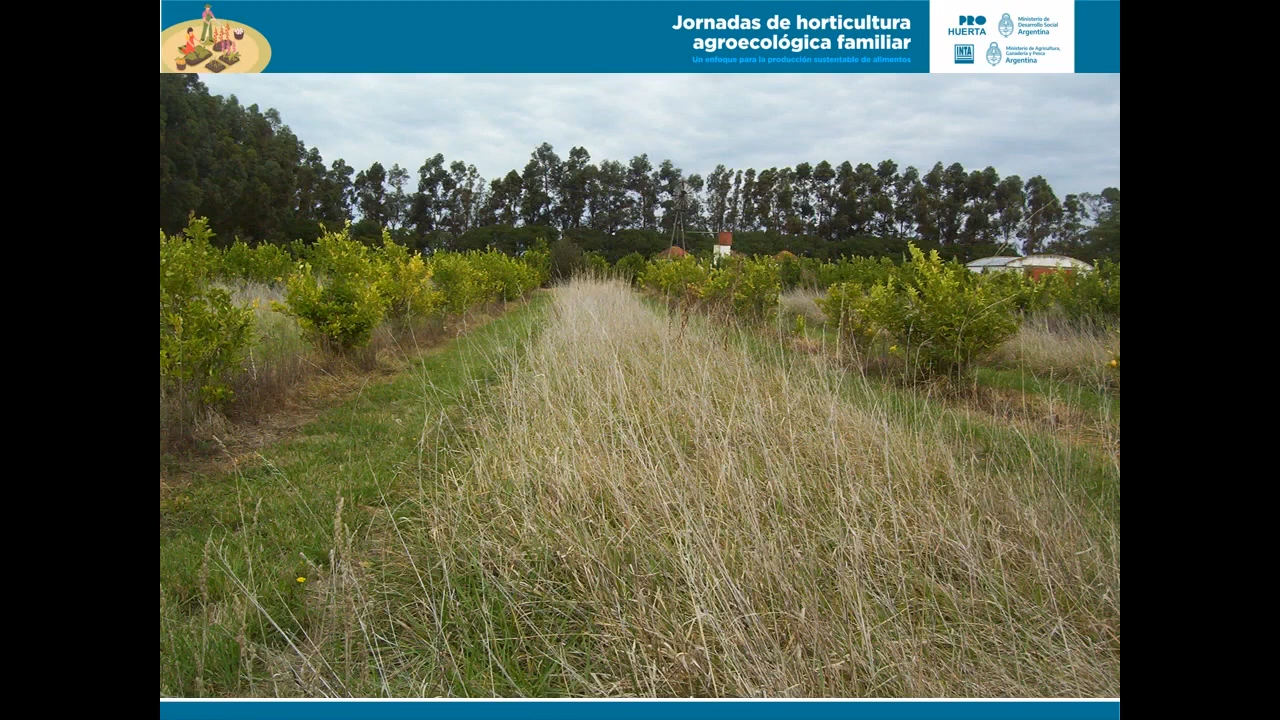 Jornadas de horticultura
agroecológica familiar
Un enfoque para la producción sustentable de alimentos
PRO
HUERTA
Ministerio de
Desarrollo Social
Argentina
INTA
Ministerio de Agricultura,
Ganadería y Pesca
Argentina